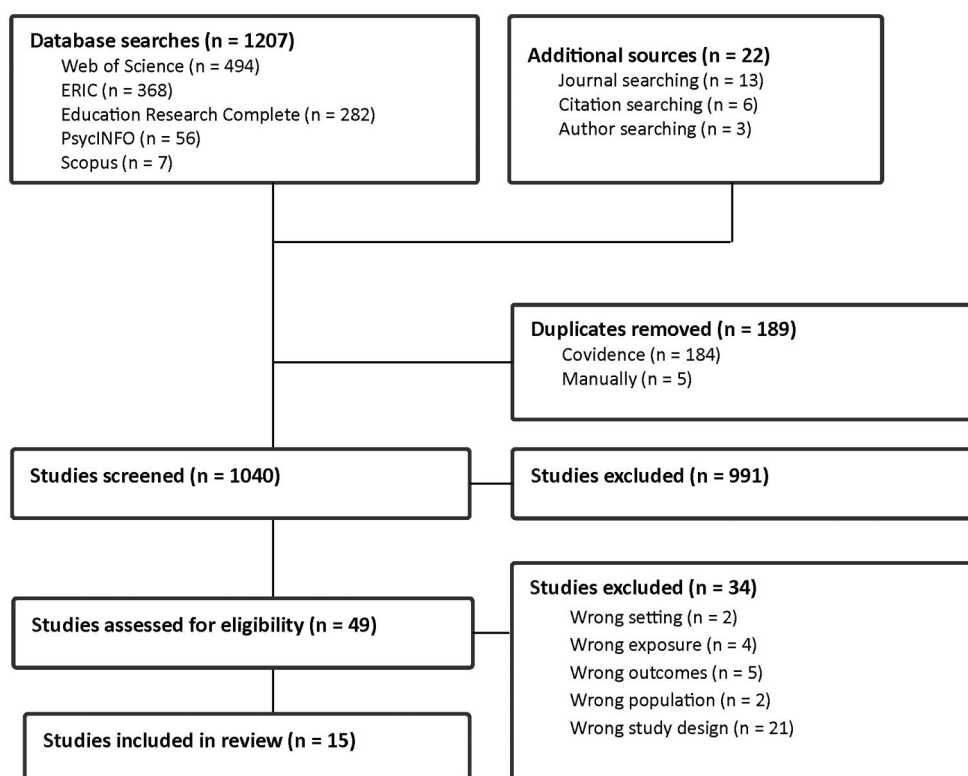 Database searches (n = 1207)
Web of Science (n = 494)
ERIC (n = 368)
Education Research Complete (n = 282)
PsycINFO (n = 56)
Scopus (n = 7)
Additional sources (n = 22)
Journal searching (n = 13)
Citation searching (n = 6)
Author searching (n = 3)
Duplicates removed (n = 189)
Covidence (n = 184)
Manually (n = 5)
Studies screened (n = 1040)
Studies excluded (n = 991)
Studies assessed for eligibility (n = 49)
Studies excluded (n = 34)
Wrong setting (n = 2)
Wrong exposure (n = 4)
Wrong outcomes (n = 5)
Wrong population (n = 2)
Wrong study design (n = 21)
Studies included in review (n = 15)